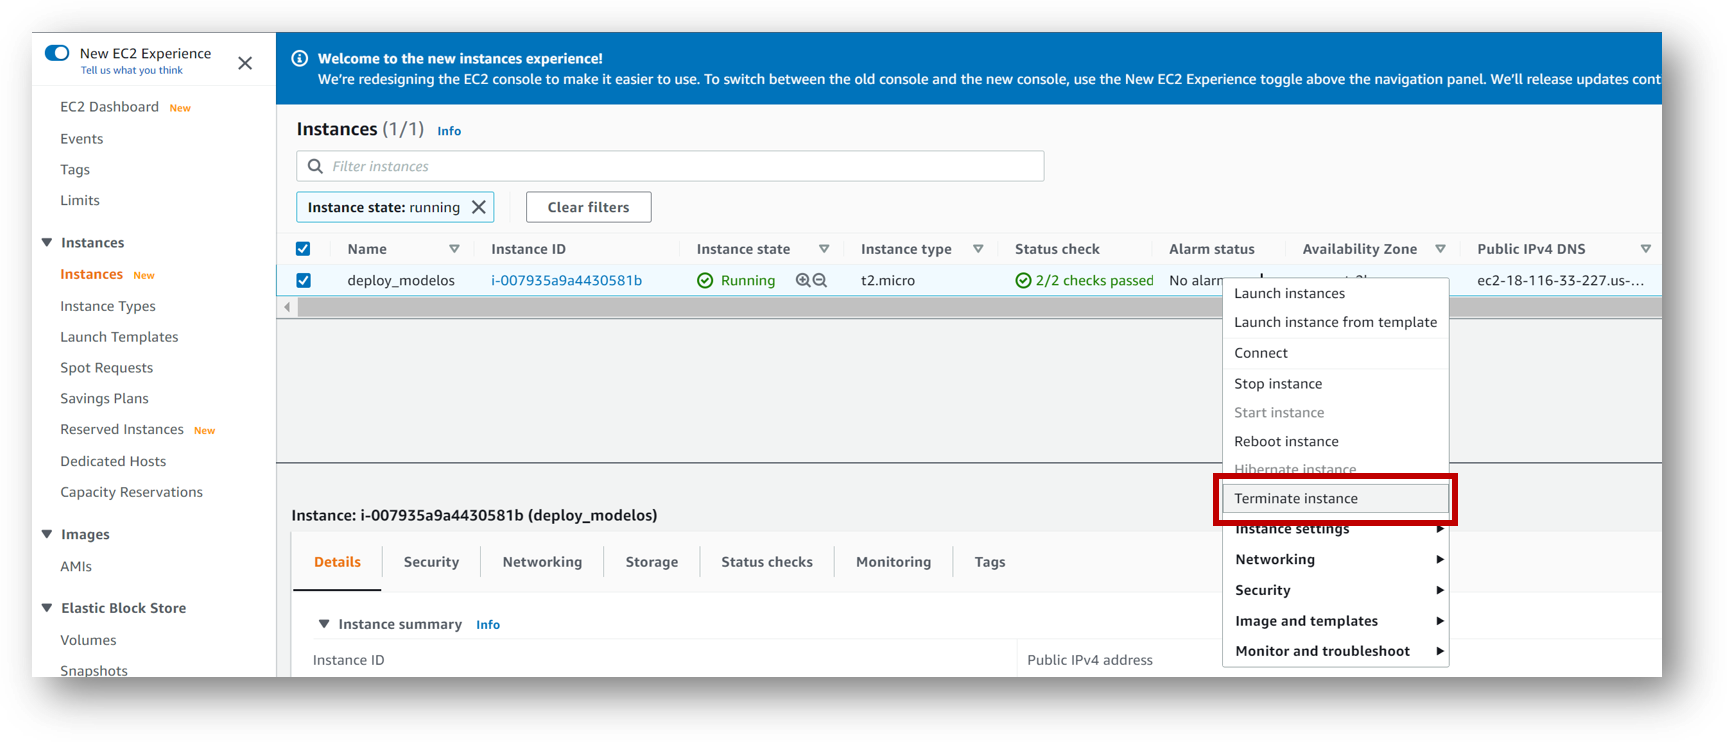 New EC2 Experience
Tell us what you think
EC2 Dashboard New
Events
Tags
Limits
Instances
Instances New
Instance Types
Launch Templates
Spot Requests
Savings Plans
Reserved Instances New
Dedicated Hosts
Capacity Reservations
Images
AMIs
Elastic Block Store
Volumes
Snapshots
Welcome to the new instances experience!
We're redesigning the EC2 console to make it easier to use. To switch between the old console and the new console, use the New EC2 Experience toggle above the navigation panel. We'll release updates cont
Instances (1/1) Info
Filter instances
Instance state: running
Clear filters
Name Instance ID Instance state Instance type Status check Alarm status Availability Zone Public IPv4 DNS
deploy_modelos i-007935a9a4430581b Running t2.micro 2/2 checks passed No alarm ec2-18-116-33-227.us-...
Launch instances
Launch instance from template
Connect
Stop instance
Start instance
Reboot instance
Hibernate instance
Terminate instance
Instance settings
Networking
Security
Image and templates
Monitor and troubleshoot
Instance: i-007935a9a4430581b (deploy_modelos)
Details Security Networking Storage Status checks Monitoring Tags
Instance summary Info
Instance ID
Public IPv4 address